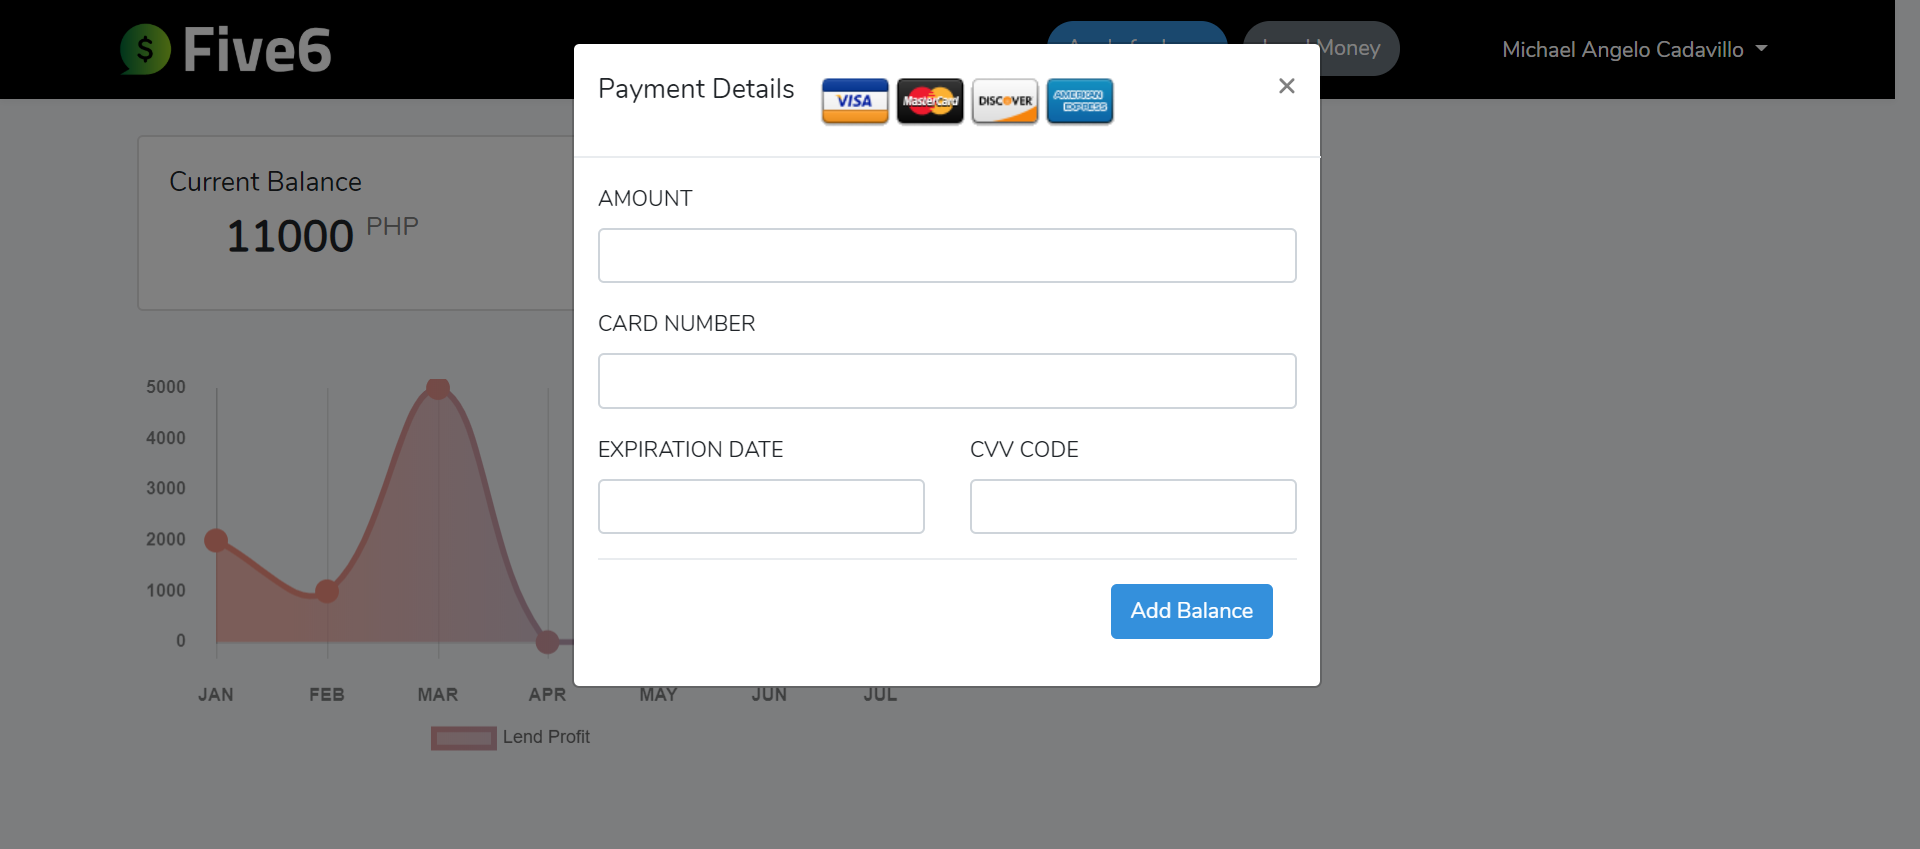 Five6
Money
Michael Angelo Cadavillo
Payment Details
VISA
MasterCard
DISCOVER
AMERICAN
EXPRESS
×
Current Balance
11000 PHP
AMOUNT
CARD NUMBER
EXPIRATION DATE
CVV CODE
Add Balance
5000
4000
3000
2000
1000
0
JAN FEB MAR APR MAY JUN JUL
Lend Profit